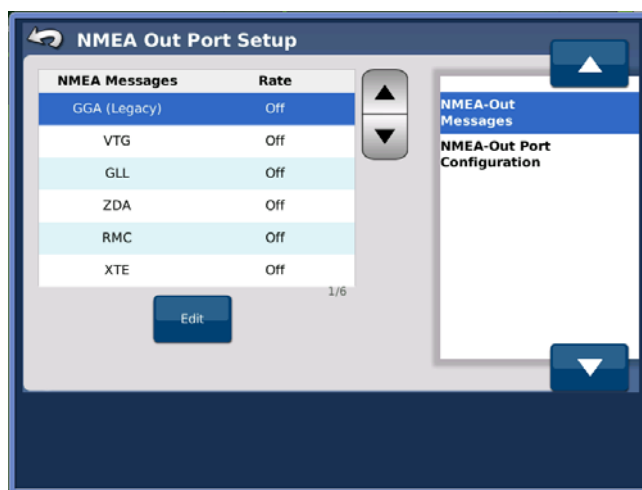 NMEA Out Port Setup
NMEA Messages Rate
GGA (Legacy) Off
VTG Off
GLL Off
ZDA Off
RMC Off
XTE Off
1/6
Edit
NMEA-Out
Messages
NMEA-Out Port
Configuration